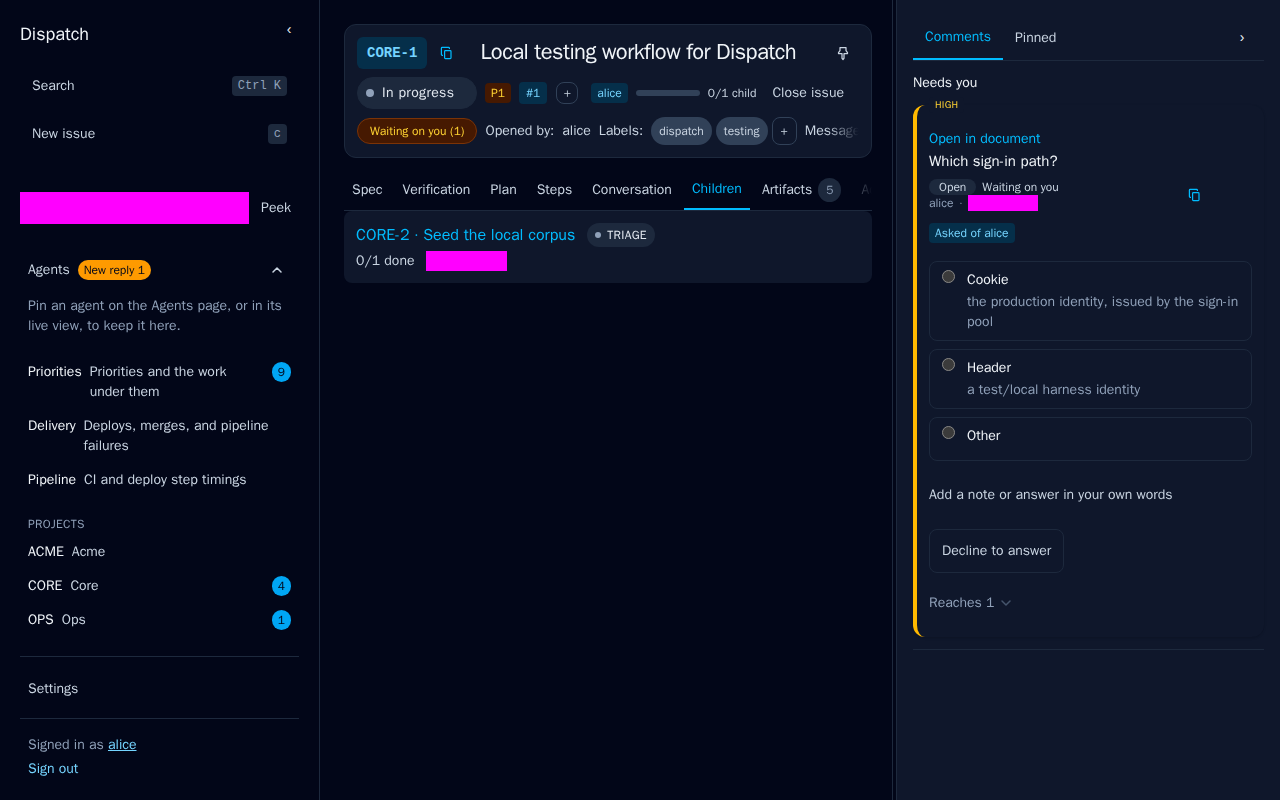 Dispatch
Search
Ctrl K
New issue
c
Peek
Agents
New reply 1
Pin an agent on the Agents page, or in its
live view, to keep it here.
Priorities Priorities and the work
under them
9
Delivery Deploys, merges, and pipeline
failures
Pipeline CI and deploy step timings
PROJECTS
ACME Acme
CORE Core
4
OPS Ops
1
Settings
Signed in as alice
Sign out
CORE-1
Local testing workflow for Dispatch
In progress
P1
#1
+
alice
0/1 child
Close issue
Waiting on you (1)
Opened by: alice Labels:
dispatch
testing
+
Message
Spec
Verification
Plan
Steps
Conversation
Children
Artifacts 5
CORE-2 · Seed the local corpus
TRIAGE
0/1 done
Comments
Pinned
Needs you
HIGH
Open in document
Which sign-in path?
Open
Waiting on you
alice ·
Asked of alice
Cookie
the production identity, issued by the sign-in
pool
Header
a test/local harness identity
Other
Add a note or answer in your own words
Decline to answer
Reaches 1